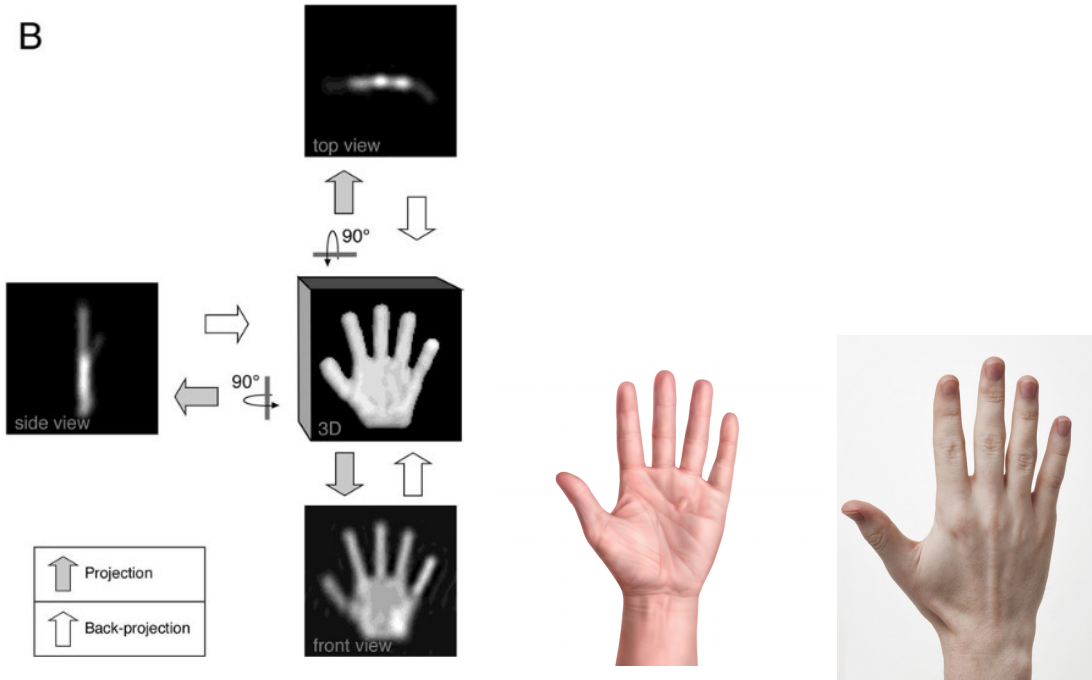 B
top view
90°
90°
side view
3D
front view
Projection
Back-projection